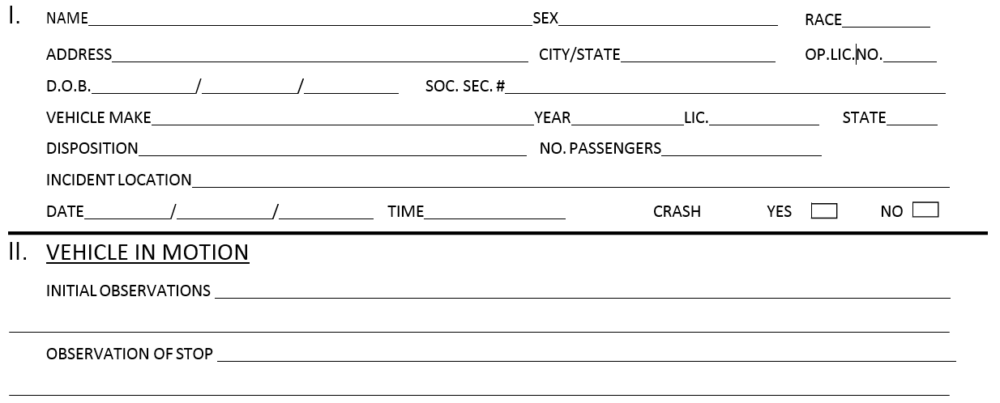 I. NAME SEX RACE
ADDRESS CITY/STATE OP.LIC.NO.
D.O.B. / / SOC. SEC. #
VEHICLE MAKE YEAR LIC. STATE
DISPOSITION NO. PASSENGERS
INCIDENT LOCATION
DATE / / TIME CRASH YES NO
II. VEHICLE IN MOTION
INITIAL OBSERVATIONS
OBSERVATION OF STOP